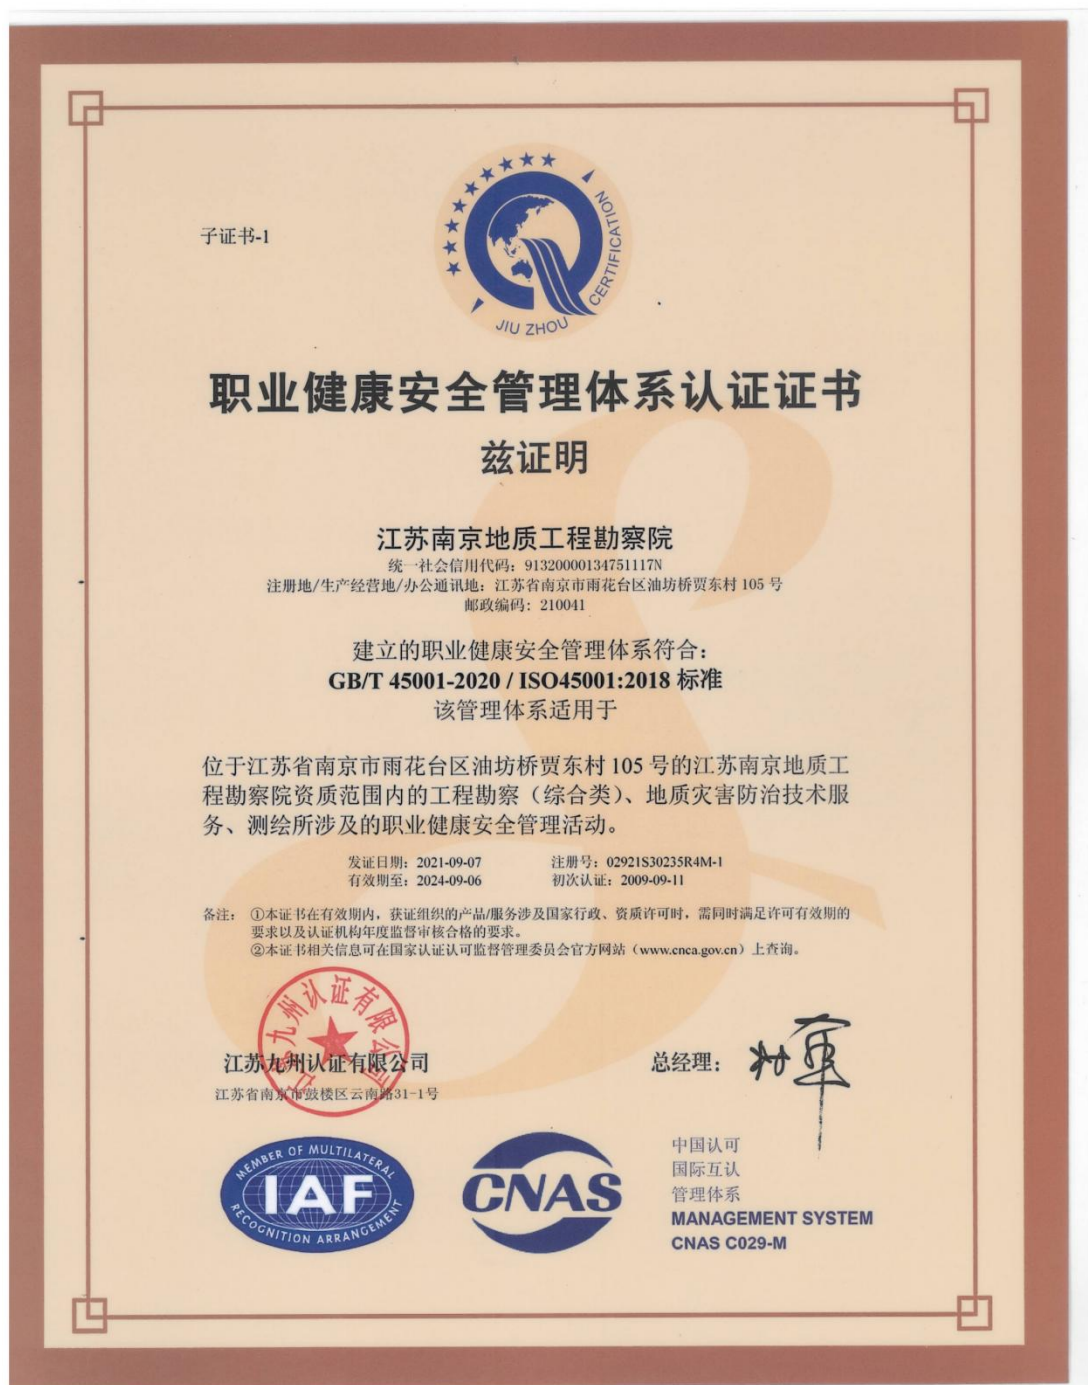 子证书-1
JIU ZHOU CERTIFICATION
职业健康安全管理体系认证证书
兹证明
江苏南京地质工程勘察院
统一社会信用代码：91320000134751117N
注册地/生产经营地/办公通讯地：江苏省南京市雨花台区油坊桥贾东村 105 号
邮政编码：210041
建立的职业健康安全管理体系符合：
GB/T 45001-2020 / ISO45001:2018 标准
该管理体系适用于
位于江苏省南京市雨花台区油坊桥贾东村 105 号的江苏南京地质工
程勘察院资质范围内的工程勘察（综合类）、地质灾害防治技术服
务、测绘所涉及的职业健康安全管理活动。
发证日期：2021-09-07 注册号：02921S30235R4M-1
有效期至：2024-09-06 初次认证：2009-09-11
备注： ①本证书在有效期内，获证组织的产品/服务涉及国家行政、资质许可时，需同时满足许可有效期的
要求以及认证机构年度监督审核合格的要求。
②本证书相关信息可在国家认证认可监督管理委员会官方网站（www.cnca.gov.cn）上查询。
江苏九州认证有限公司
江苏九州认证有限公司
江苏省南京市鼓楼区云南路31-1号
总经理：
MEMBER OF MULTILATERAL
IAF
RECOGNITION ARRANGEMENT
CNAS
中国认可
国际互认
管理体系
MANAGEMENT SYSTEM
CNAS C029-M